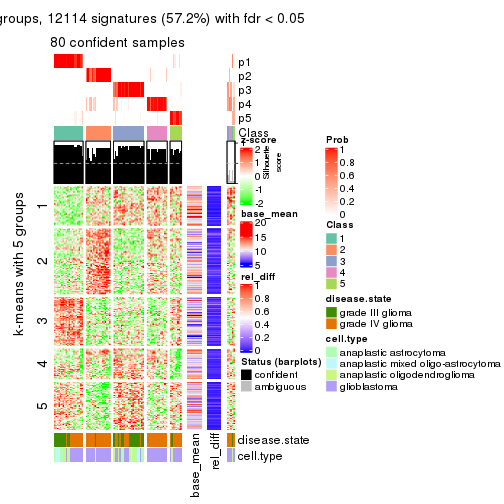 groups, 12114 signatures (57.2%) with fdr < 0.05
80 confident samples
p1
p2
p3
p4
p5
Class
Silhouette score
k-means with 5 groups
1
2
3
4
5
disease.state
cell.type
base_mean
rel_diff
z-score
2
1
0
-1
-2
base_mean
20
15
10
5
rel_diff
1
0.8
0.6
0.4
0.2
0
Status (barplots)
confident
ambiguous
Prob
1
0.8
0.6
0.4
0.2
0
Class
1
2
3
4
5
disease.state
grade III glioma
grade IV glioma
cell.type
anaplastic astrocytoma
anaplastic mixed oligo-astrocytoma
anaplastic oligodendroglioma
glioblastoma